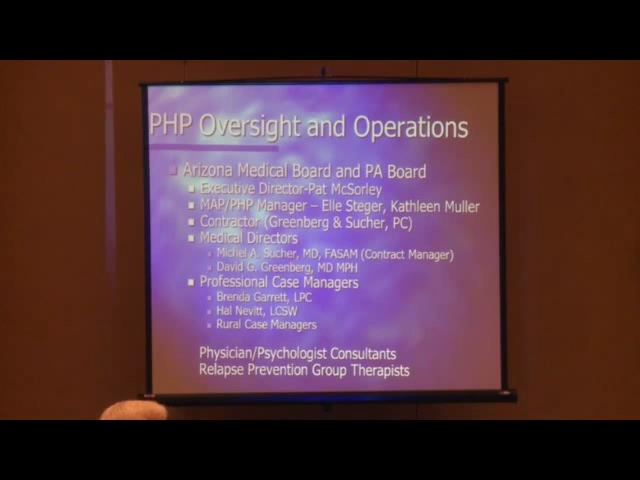 PHP Oversight and Operations
Arizona Medical Board and PA Board
Executive Director-Pat McSorley
MAP/PHP Manager – Elle Steger, Kathleen Muller
Contractor (Greenberg & Sucher, PC)
Medical Directors
Michel A. Sucher, MD, FASAM (Contract Manager)
David G. Greenberg, MD MPH
Professional Case Managers
Brenda Garrett, LPC
Hal Nevitt, LCSW
Rural Case Managers
Physician/Psychologist Consultants
Relapse Prevention Group Therapists